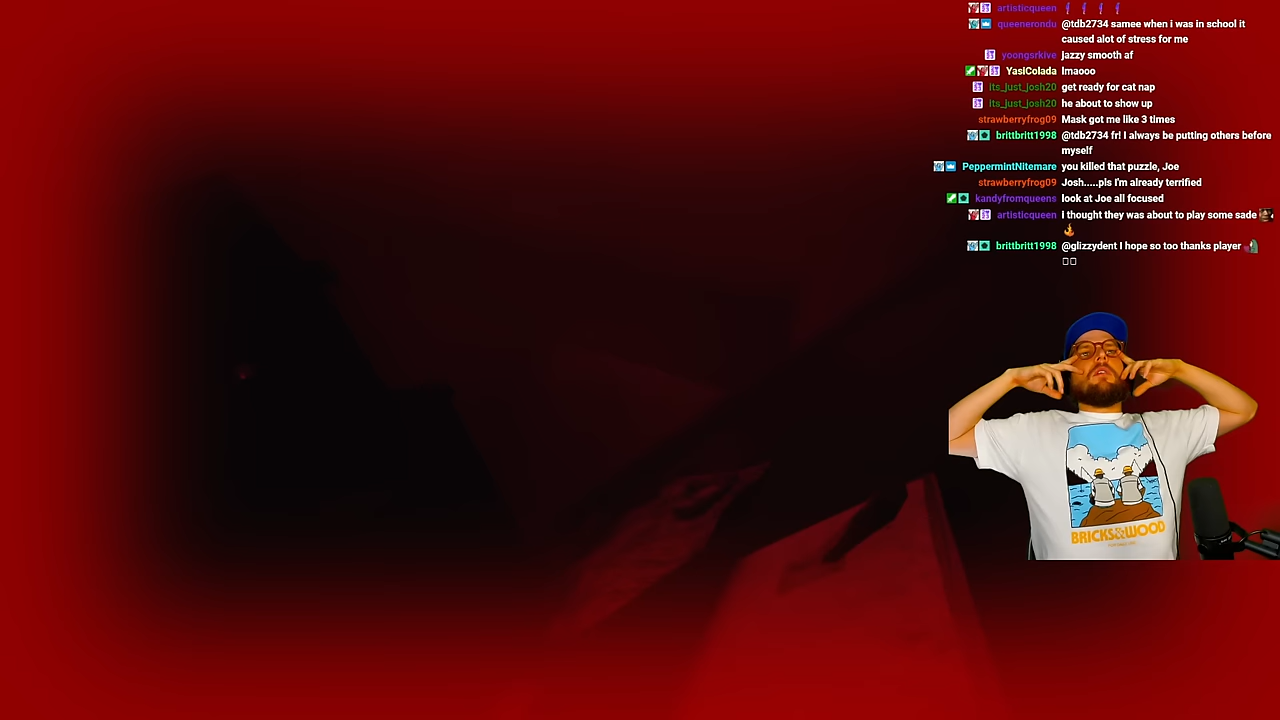 artisticqueen
queenerondu @tdb2734 samee when i was in school it
caused alot of stress for me
yoongsrkive jazzy smooth af
YasiColada lmaooo
its_just_josh20 get ready for cat nap
its_just_josh20 he about to show up
strawberryfrog09 Mask got me like 3 times
brittbritt1998 @tdb2734 fr! I always be putting others before
myself
PeppermintNitemare you killed that puzzle, Joe
strawberryfrog09 Josh.....pls I'm already terrified
kandyfromqueens look at Joe all focused
artisticqueen I thought they was about to play some sade
brittbritt1998 @glizzydent I hope so too thanks player
BRICKS & WOOD